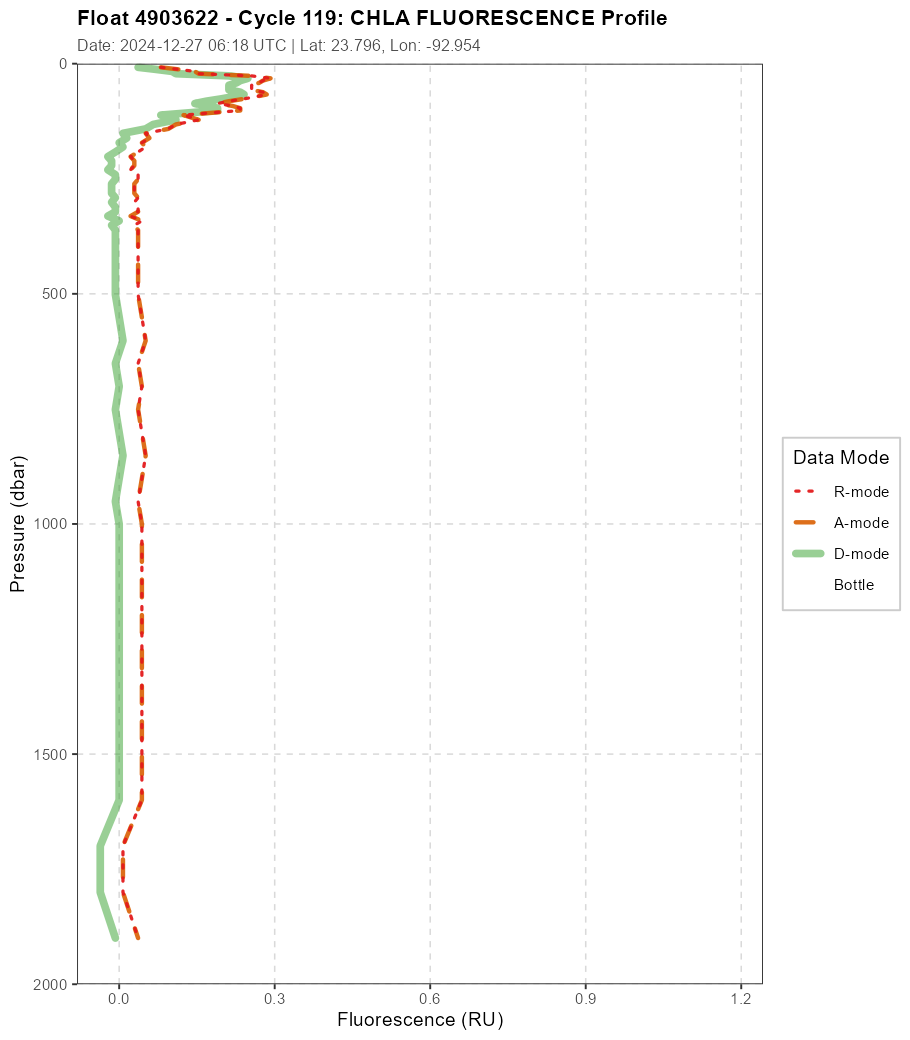 Float 4903622 - Cycle 119: CHLA FLUORESCENCE Profile
Date: 2024-12-27 06:18 UTC | Lat: 23.796, Lon: -92.954
0
500
1000
1500
2000
Pressure (dbar)
0.0
0.3
0.6
0.9
1.2
Fluorescence (RU)
Data Mode
R-mode
A-mode
D-mode
Bottle